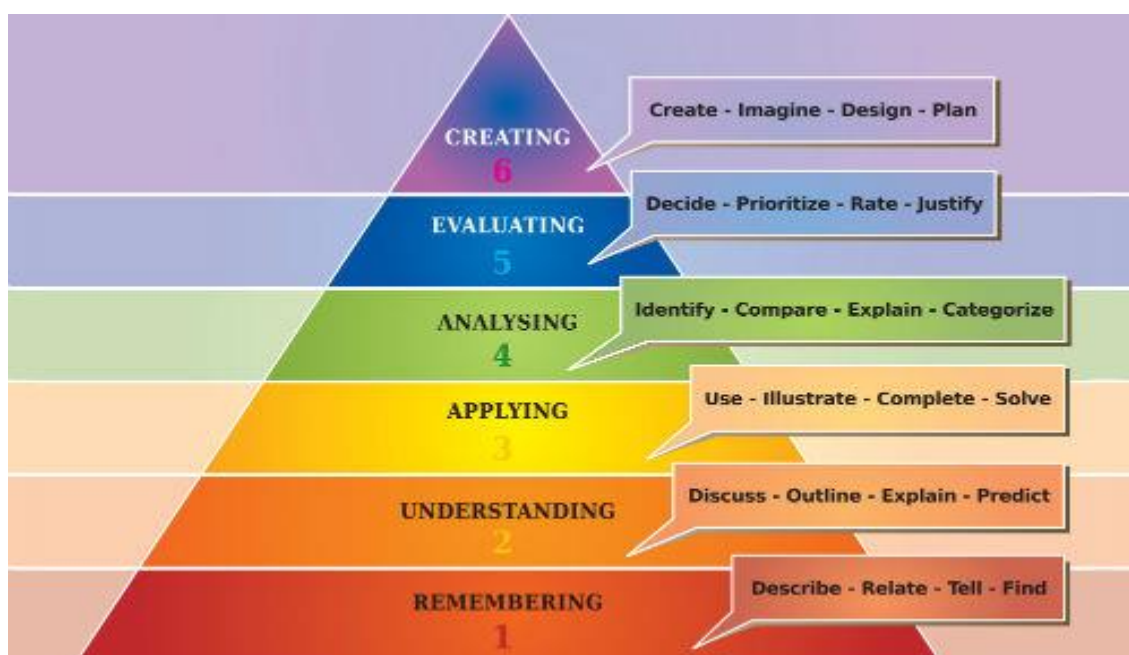 Create - Imagine - Design - Plan
CREATING
6
Decide - Prioritize - Rate - Justify
EVALUATING
5
Identify - Compare - Explain - Categorize
ANALYSING
4
Use - Illustrate - Complete - Solve
APPLYING
3
Discuss - Outline - Explain - Predict
UNDERSTANDING
2
Describe - Relate - Tell - Find
REMEMBERING
1